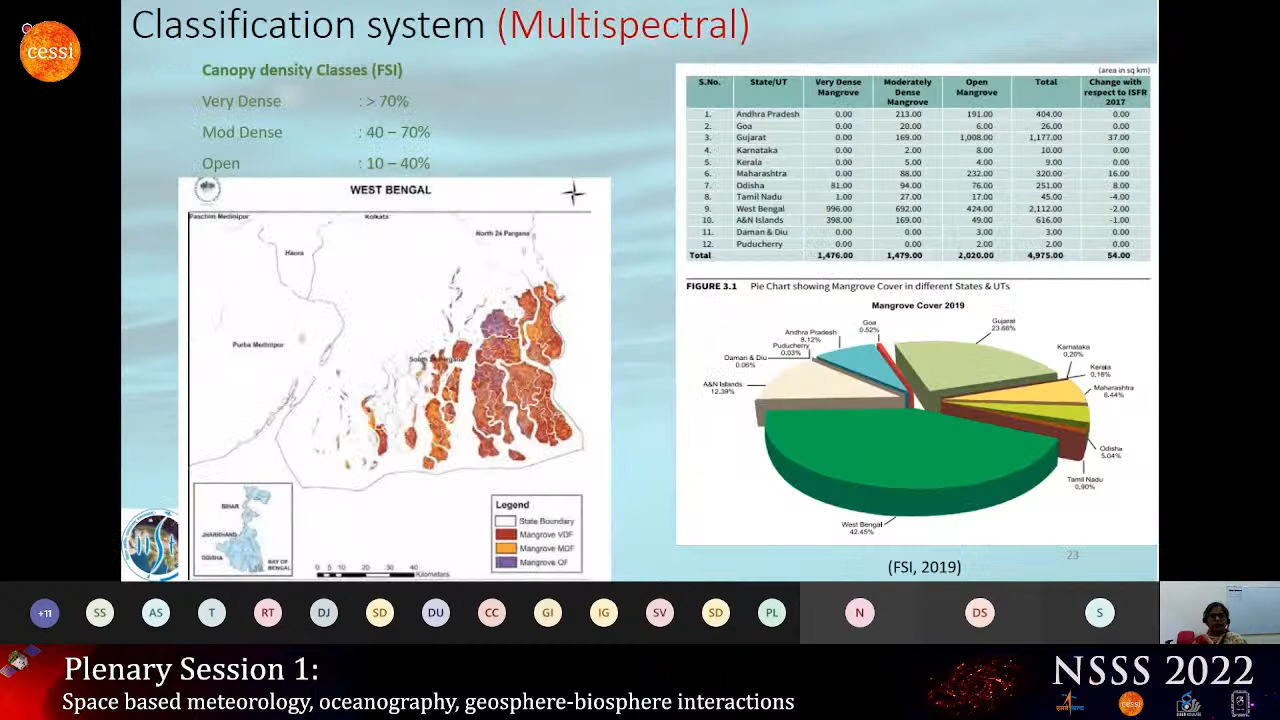 Classification system (Multispectral)
cessi
Canopy density Classes (FSI)
Very Dense : > 70%
Mod Dense : 40 – 70%
Open : 10 – 40%
WEST BENGAL
Paschim Medinipur
Kolkata
North 24 Pargana
Haora
Purba Medinipur
South 24 Pargana
BIHAR
JHARKHAND
ODISHA
BAY OF
BENGAL
Legend
State Boundary
Mangrove VDF
Mangrove MDF
Mangrove OF
0 5 10 20 30 40
Kilometers
(area in sq km)
S.No. State/UT Very Dense Mangrove Moderately Dense Mangrove Open Mangrove Total Change with respect to ISFR 2017
1. Andhra Pradesh 0.00 213.00 191.00 404.00 0.00
2. Goa 0.00 20.00 6.00 26.00 0.00
3. Gujarat 0.00 169.00 1,008.00 1,177.00 37.00
4. Karnataka 0.00 2.00 8.00 10.00 0.00
5. Kerala 0.00 5.00 4.00 9.00 0.00
6. Maharashtra 0.00 88.00 232.00 320.00 16.00
7. Odisha 81.00 94.00 76.00 251.00 8.00
8. Tamil Nadu 1.00 27.00 17.00 45.00 -4.00
9. West Bengal 996.00 692.00 424.00 2,112.00 -2.00
10. A&N Islands 398.00 169.00 49.00 616.00 -1.00
11. Daman & Diu 0.00 0.00 3.00 3.00 0.00
12. Puducherry 0.00 0.00 2.00 2.00 0.00
Total 1,476.00 1,479.00 2,020.00 4,975.00 54.00
FIGURE 3.1 Pie Chart showing Mangrove Cover in different States & UTs
Mangrove Cover 2019
Goa
0.52%
Gujarat
23.66%
Andhra Pradesh
8.12%
Puducherry
0.03%
Daman & Diu
0.06%
A&N Islands
12.39%
Karnataka
0.20%
Kerala
0.18%
Maharashtra
6.44%
Odisha
5.04%
Tamil Nadu
0.90%
West Bengal
42.45%
23
(FSI, 2019)
+11 SS AS T RT DJ SD DU CC GI IG SV SD PL N DS S
Plenary Session 1:
Space based meteorology, oceanography, geosphere-biosphere interactions
NSSS 2022
cessi